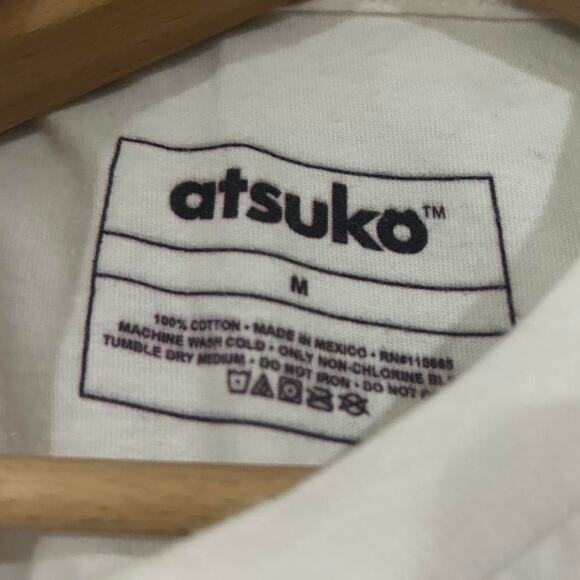 atsuko™
M
100% COTTON • MADE IN MEXICO • RN#115685
MACHINE WASH COLD • ONLY NON-CHLORINE
TUMBLE DRY MEDIUM • DO NOT IRON • DO NOT